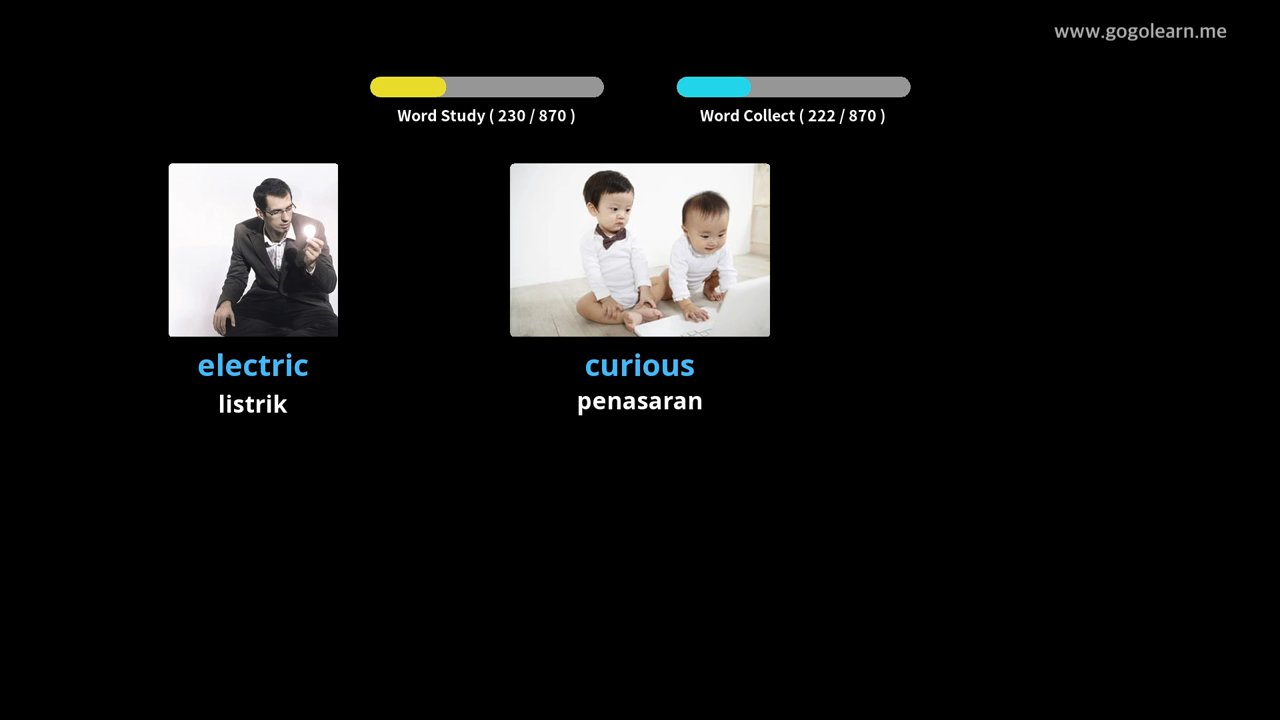 www.gogolearn.me
Word Study ( 230 / 870 )
Word Collect ( 222 / 870 )
electric
listrik
curious
penasaran